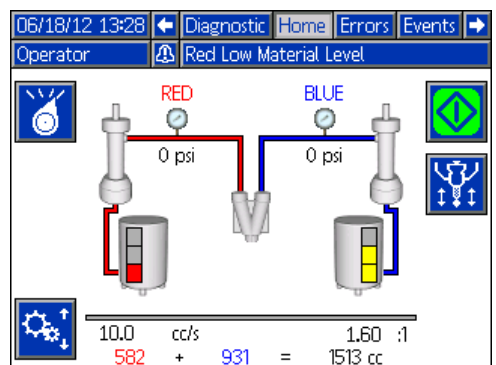 06/18/12 13:28 Diagnostic Home Errors Events
Operator Red Low Material Level
RED BLUE
0 psi 0 psi
10.0 cc/s 1.60 :1
582 + 931 = 1513 cc